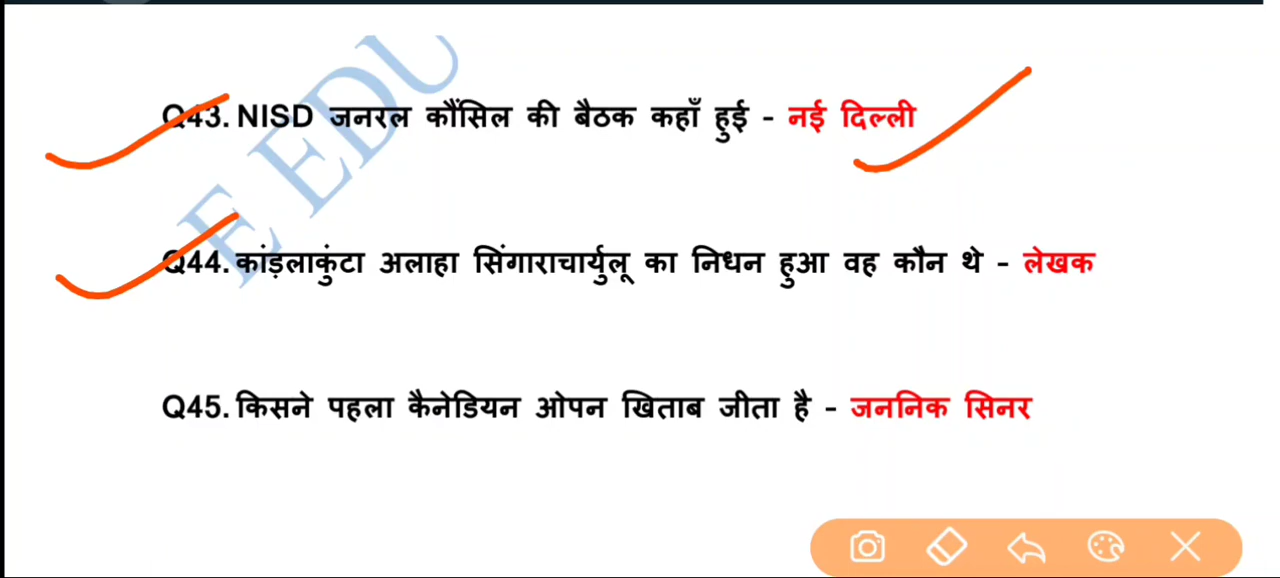 E EDU
Q43. NISD जनरल कौंसिल की बैठक कहाँ हुई - नई दिल्ली
Q44. कांड़लाकुंटा अलाहा सिंगाराचार्युलू का निधन हुआ वह कौन थे - लेखक
Q45. किसने पहला कैनेडियन ओपन खिताब जीता है - जननिक सिनर